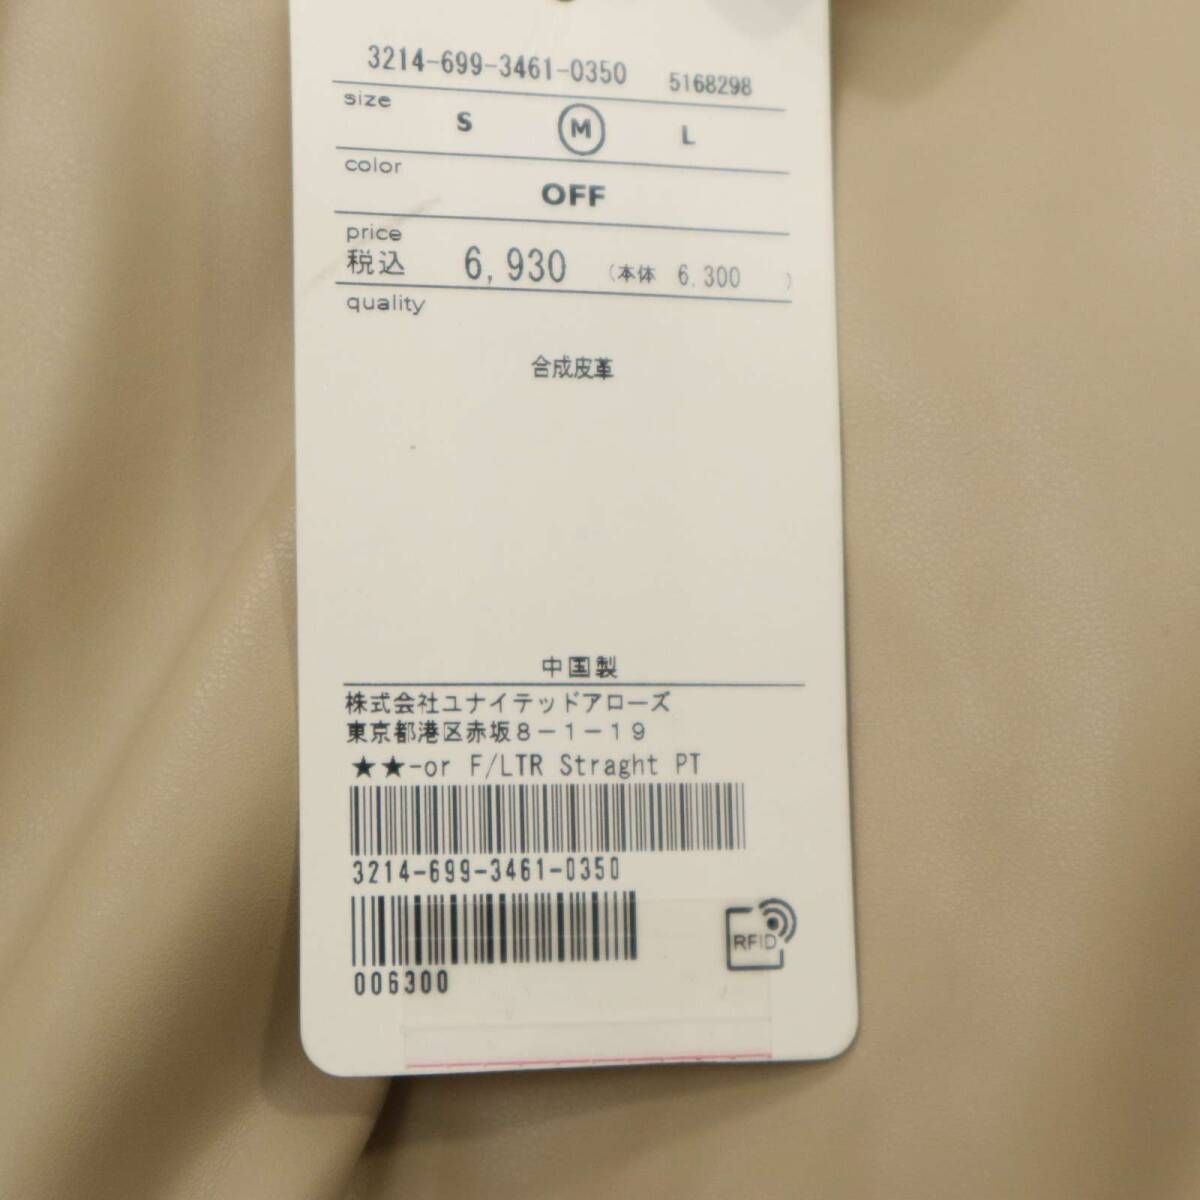 3214-699-3461-0350 5168298
size
S M L
color
OFF
price
税込 6,930 (本体 6,300 )
quality
合成皮革
中国製
株式会社ユナイテッドアローズ
東京都港区赤坂8-1-19
★★-or F/LTR Straght PT
3214-699-3461-0350
006300
RFID